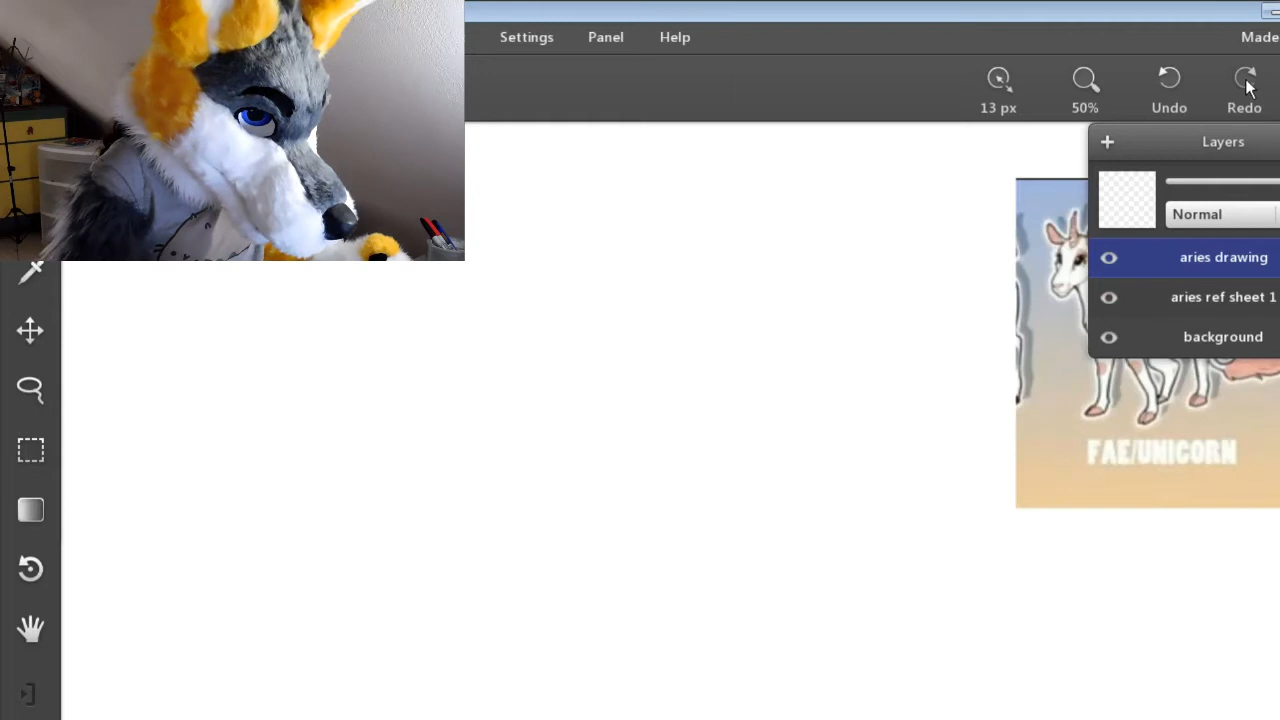 Settings Panel Help Made
13 px 50% Undo Redo
Layers
Normal
aries drawing
aries ref sheet 1
background
FAE/UNICORN